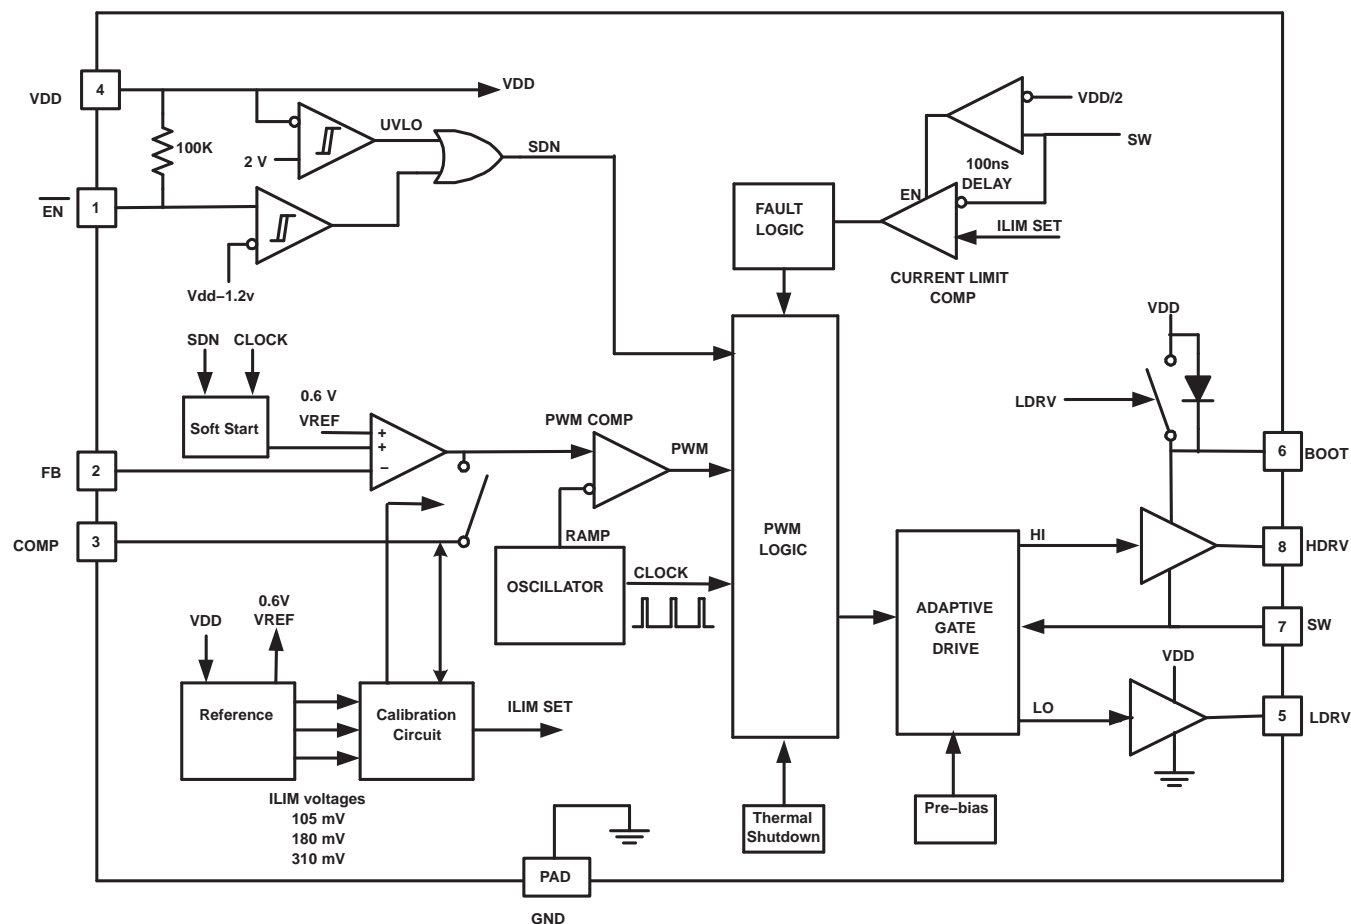 VDD
4
VDD
100K
UVLO
2 V
SDN
EN
1
Vdd–1.2v
VDD/2
SW
100ns
DELAY
EN
ILIM SET
FAULT
LOGIC
CURRENT LIMIT
COMP
SDN
CLOCK
Soft Start
0.6 V
VREF
+
+
–
PWM COMP
PWM
FB
2
COMP
3
RAMP
OSCILLATOR
CLOCK
PWM
LOGIC
VDD
LDRV
6
BOOT
HI
8
HDRV
ADAPTIVE
GATE
DRIVE
7
SW
VDD
LO
5
LDRV
VDD
0.6V
VREF
Reference
Calibration
Circuit
ILIM SET
ILIM voltages
105 mV
180 mV
310 mV
Thermal
Shutdown
Pre–bias
PAD
GND